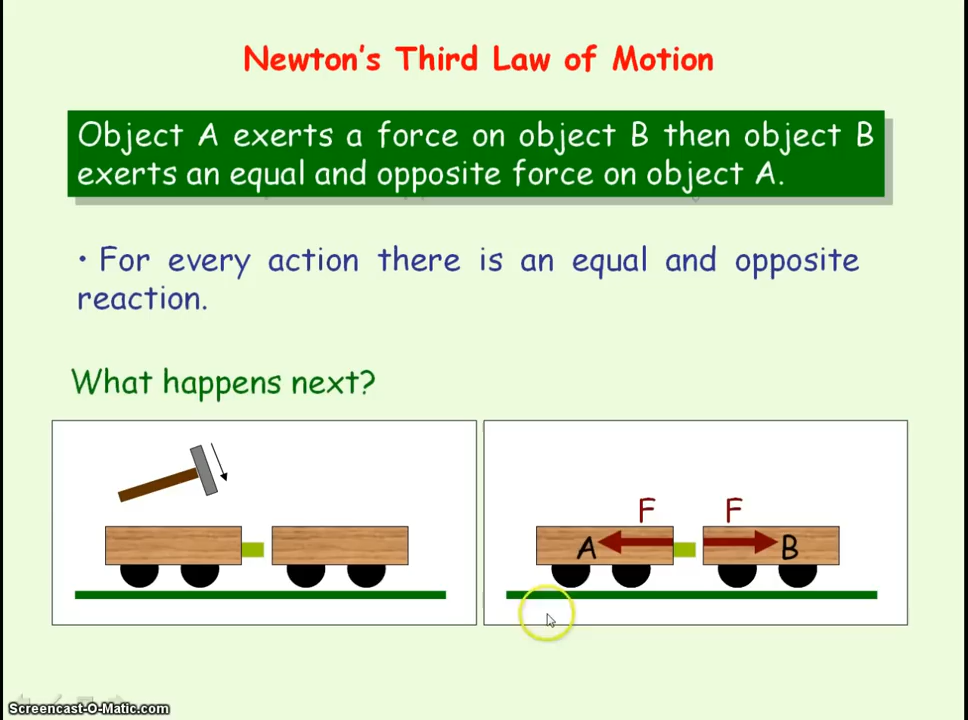 Newton's Third Law of Motion
Object A exerts a force on object B then object B
exerts an equal and opposite force on object A.
• For every action there is an equal and opposite
reaction.
What happens next?
F F
A B
Screencast-O-Matic.com